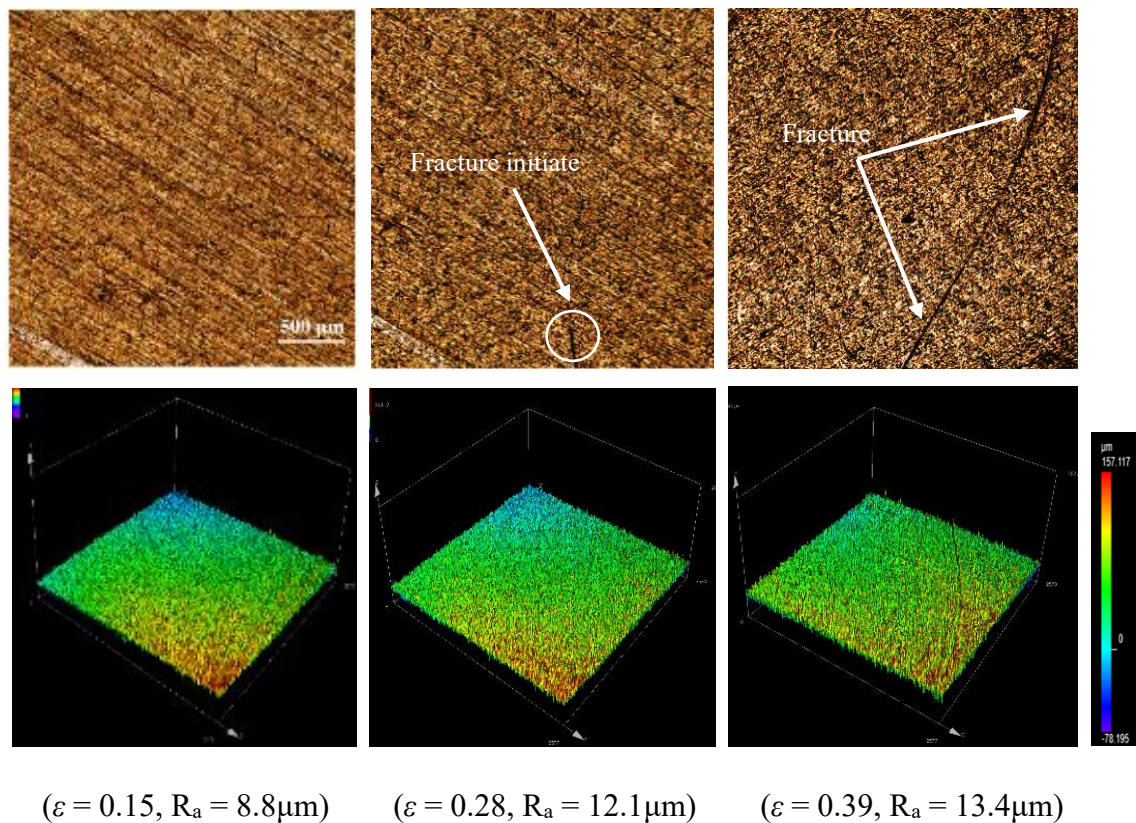 Fracture
Fracture initiate
500 μm
μm
157.117
0
-78.195
(ε = 0.15, Rₐ = 8.8μm)
(ε = 0.28, Rₐ = 12.1μm)
(ε = 0.39, Rₐ = 13.4μm)